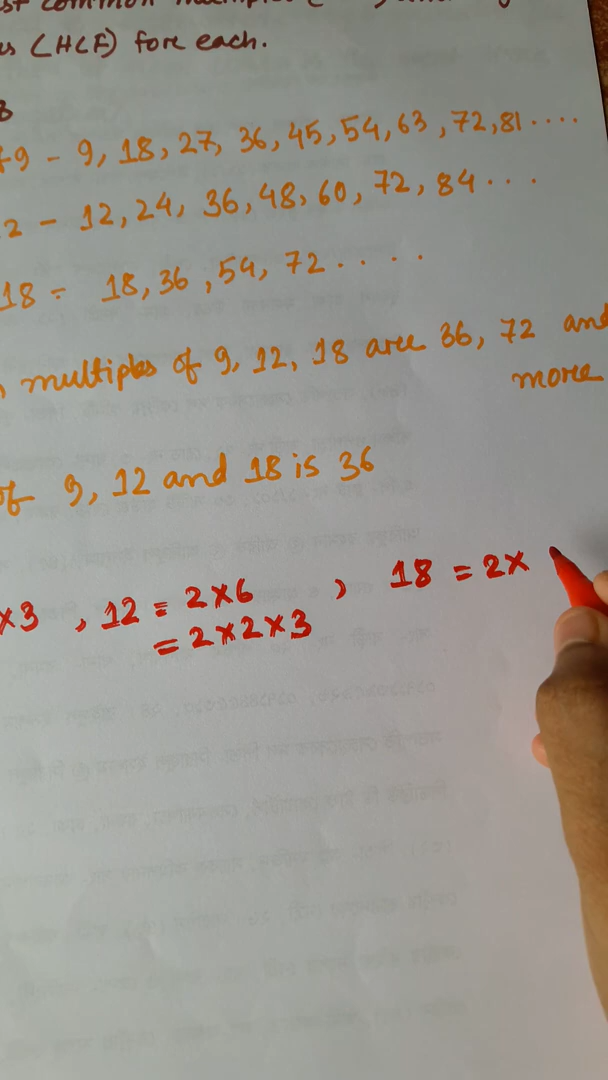 (HCF) fore each.
9 - 9, 18, 27, 36, 45, 54, 63, 72, 81 ....
2 - 12, 24, 36, 48, 60, 72, 84 ...
18 = 18, 36, 54, 72 .....
multiples of 9, 12, 18 are 36, 72 and
more
of 9, 12 and 18 is 36
×3 , 12 = 2×6 , 18 = 2×
= 2×2×3